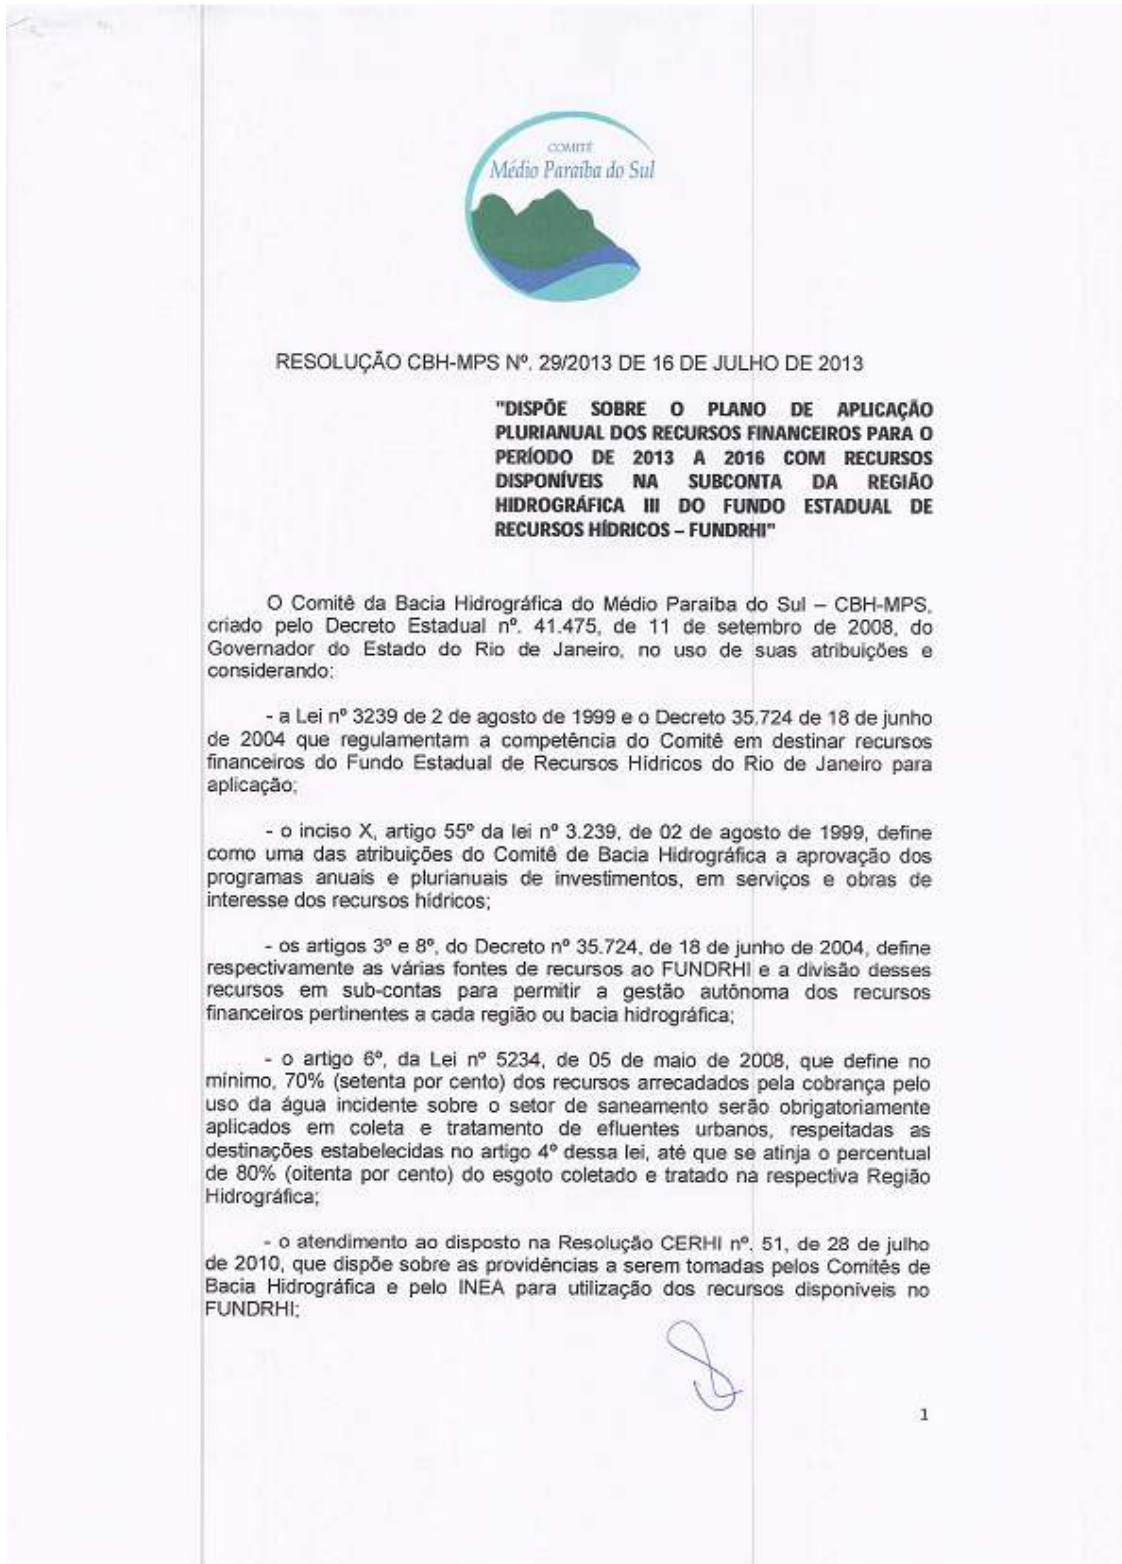 COMITÊ
Médio Paraíba do Sul
RESOLUÇÃO CBH-MPS Nº. 29/2013 DE 16 DE JULHO DE 2013
"DISPÕE SOBRE O PLANO DE APLICAÇÃO
PLURIANUAL DOS RECURSOS FINANCEIROS PARA O
PERÍODO DE 2013 A 2016 COM RECURSOS
DISPONÍVEIS NA SUBCONTA DA REGIÃO
HIDROGRÁFICA III DO FUNDO ESTADUAL DE
RECURSOS HÍDRICOS – FUNDRHI"
O Comitê da Bacia Hidrográfica do Médio Paraíba do Sul – CBH-MPS,
criado pelo Decreto Estadual nº. 41.475, de 11 de setembro de 2008, do
Governador do Estado do Rio de Janeiro, no uso de suas atribuições e
considerando:
- a Lei nº 3239 de 2 de agosto de 1999 e o Decreto 35.724 de 18 de junho
de 2004 que regulamentam a competência do Comitê em destinar recursos
financeiros do Fundo Estadual de Recursos Hídricos do Rio de Janeiro para
aplicação;
- o inciso X, artigo 55º da lei nº 3.239, de 02 de agosto de 1999, define
como uma das atribuições do Comitê de Bacia Hidrográfica a aprovação dos
programas anuais e plurianuais de investimentos, em serviços e obras de
interesse dos recursos hídricos;
- os artigos 3º e 8º, do Decreto nº 35.724, de 18 de junho de 2004, define
respectivamente as várias fontes de recursos ao FUNDRHI e a divisão desses
recursos em sub-contas para permitir a gestão autônoma dos recursos
financeiros pertinentes a cada região ou bacia hidrográfica;
- o artigo 6º, da Lei nº 5234, de 05 de maio de 2008, que define no
mínimo, 70% (setenta por cento) dos recursos arrecadados pela cobrança pelo
uso da água incidente sobre o setor de saneamento serão obrigatoriamente
aplicados em coleta e tratamento de efluentes urbanos, respeitadas as
destinações estabelecidas no artigo 4º dessa lei, até que se atinja o percentual
de 80% (oitenta por cento) do esgoto coletado e tratado na respectiva Região
Hidrográfica;
- o atendimento ao disposto na Resolução CERHI nº. 51, de 28 de julho
de 2010, que dispõe sobre as providências a serem tomadas pelos Comitês de
Bacia Hidrográfica e pelo INEA para utilização dos recursos disponíveis no
FUNDRHI;
1